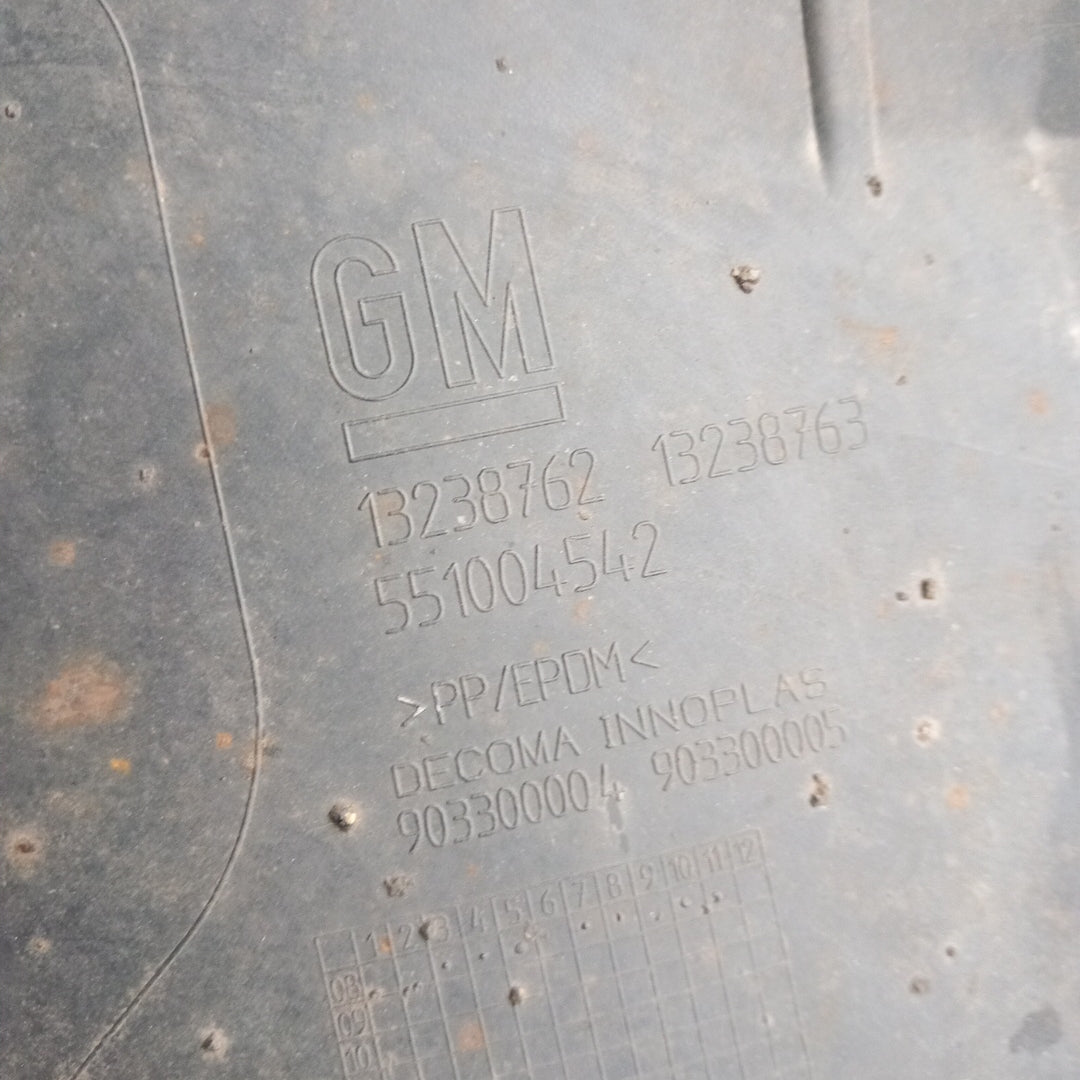 GM
13238762 13238763
551004542
>PP/EPDM<
DECOMA INNOPLAS
903300004 903300005
1 2 3 4 5 6 7 8 9 10 11 12
08
09
10